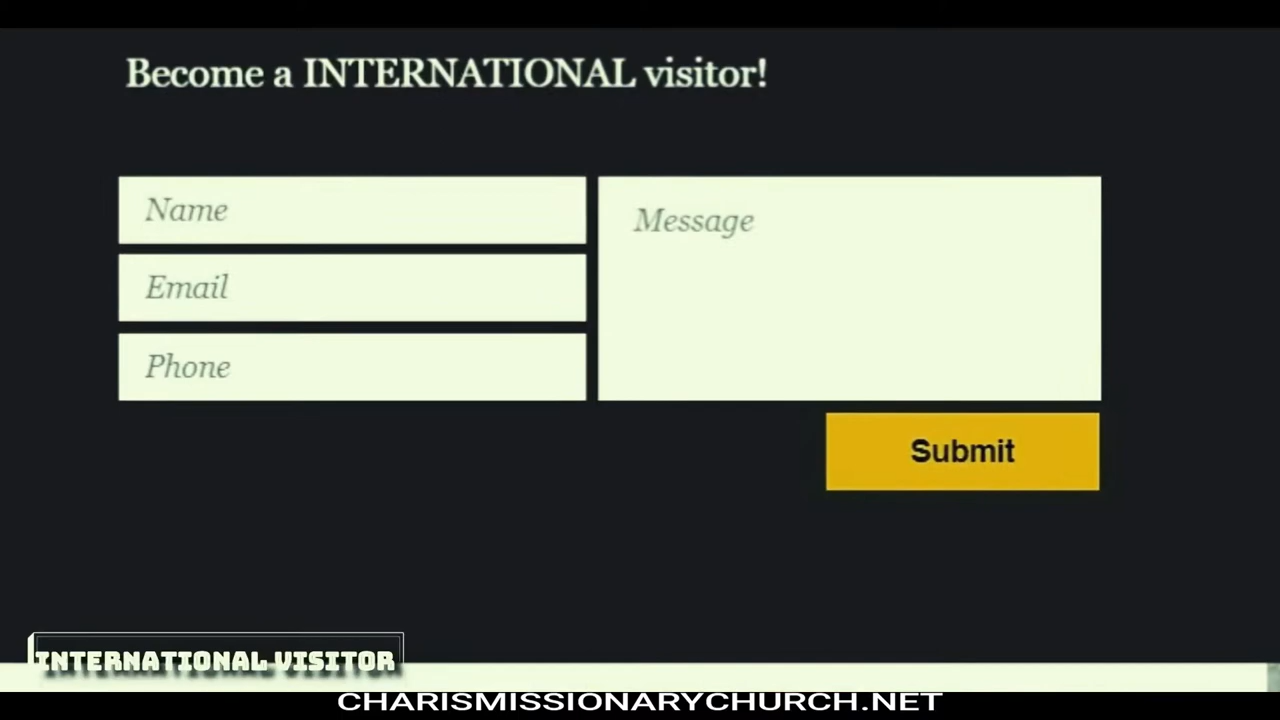 Become a INTERNATIONAL visitor!
Name
Message
Email
Phone
Submit
INTERNATIONAL VISITOR
CHARISMISSIONARYCHURCH.NET